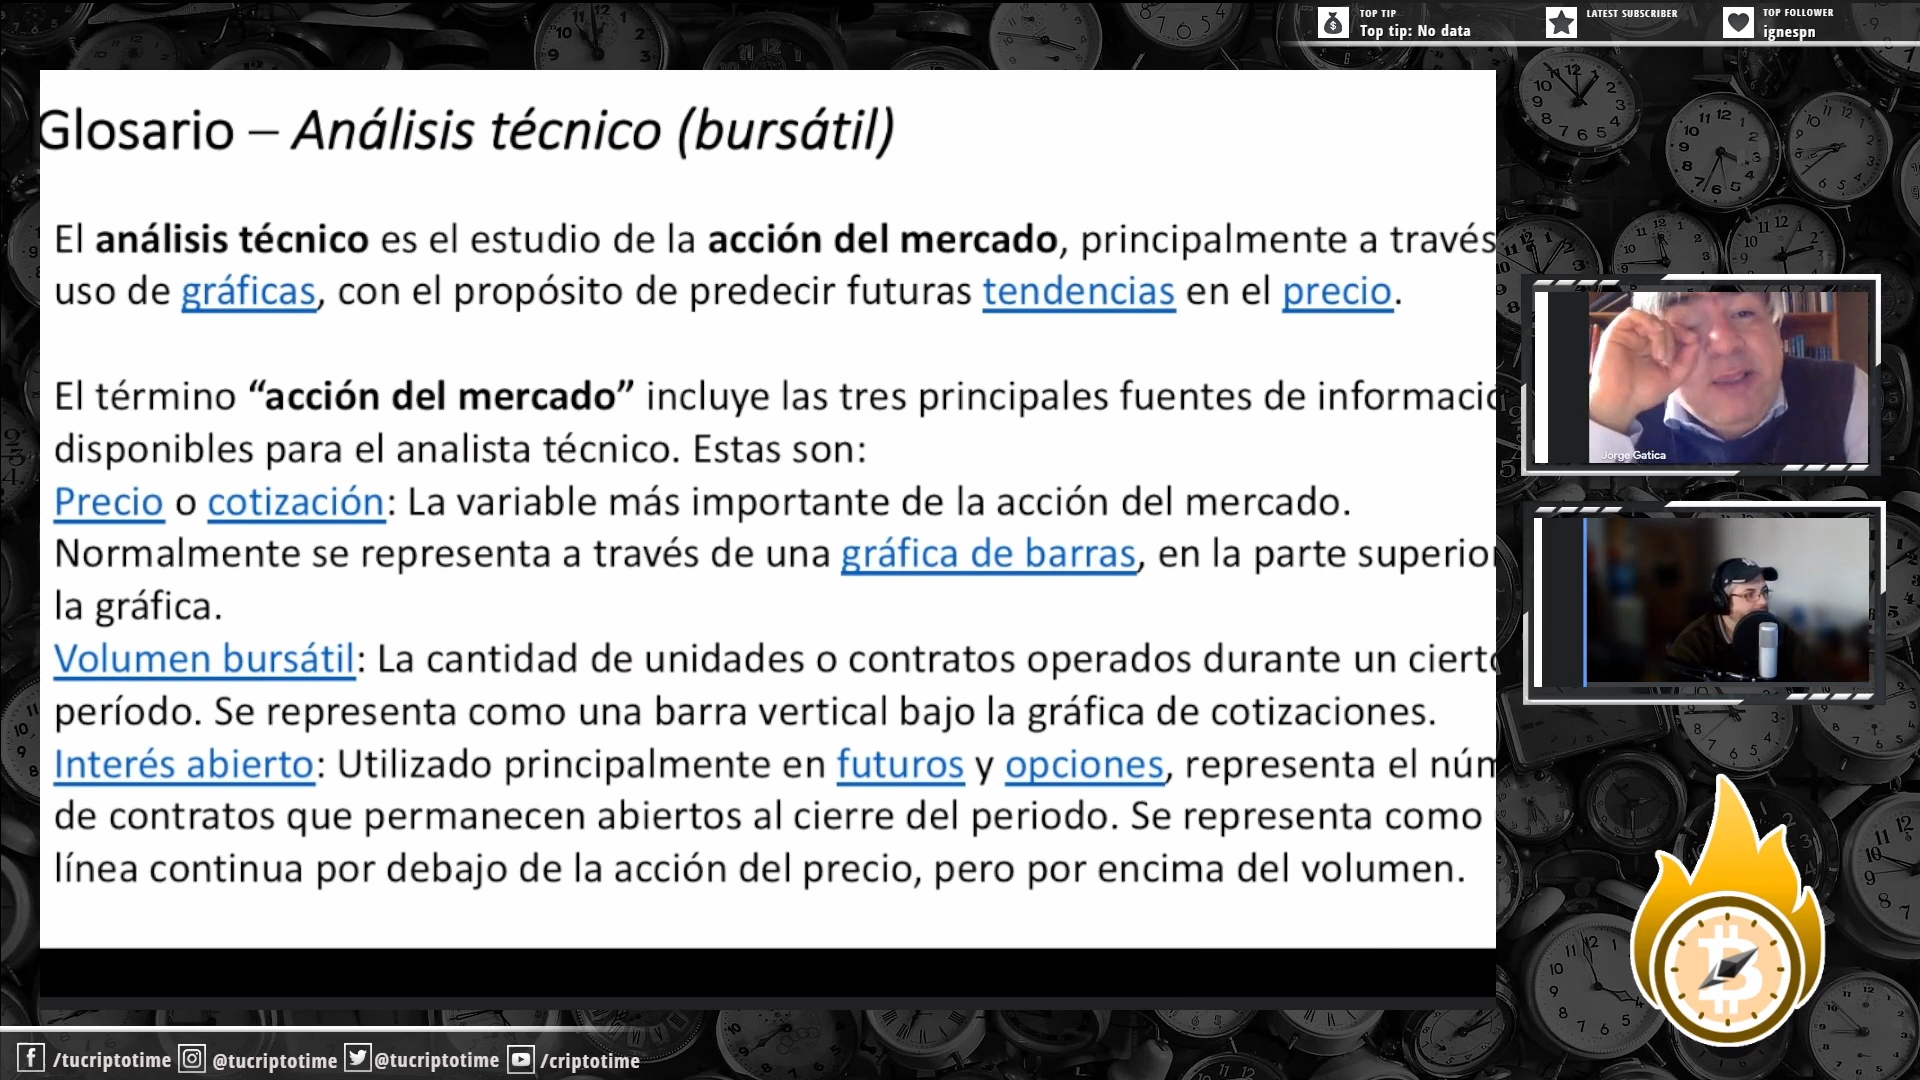 TOP TIP
Top tip: No data
LATEST SUBSCRIBER
TOP FOLLOWER
ignespn
Glosario – Análisis técnico (bursátil)
El análisis técnico es el estudio de la acción del mercado, principalmente a través
uso de gráficas, con el propósito de predecir futuras tendencias en el precio.
El término “acción del mercado” incluye las tres principales fuentes de informació
disponibles para el analista técnico. Estas son:
Precio o cotización: La variable más importante de la acción del mercado.
Normalmente se representa a través de una gráfica de barras, en la parte superior
la gráfica.
Volumen bursátil: La cantidad de unidades o contratos operados durante un cierto
período. Se representa como una barra vertical bajo la gráfica de cotizaciones.
Interés abierto: Utilizado principalmente en futuros y opciones, representa el núm
de contratos que permanecen abiertos al cierre del periodo. Se representa como
línea continua por debajo de la acción del precio, pero por encima del volumen.
Jorge Gatica
/tucriptotime @tucriptotime @tucriptotime /criptotime